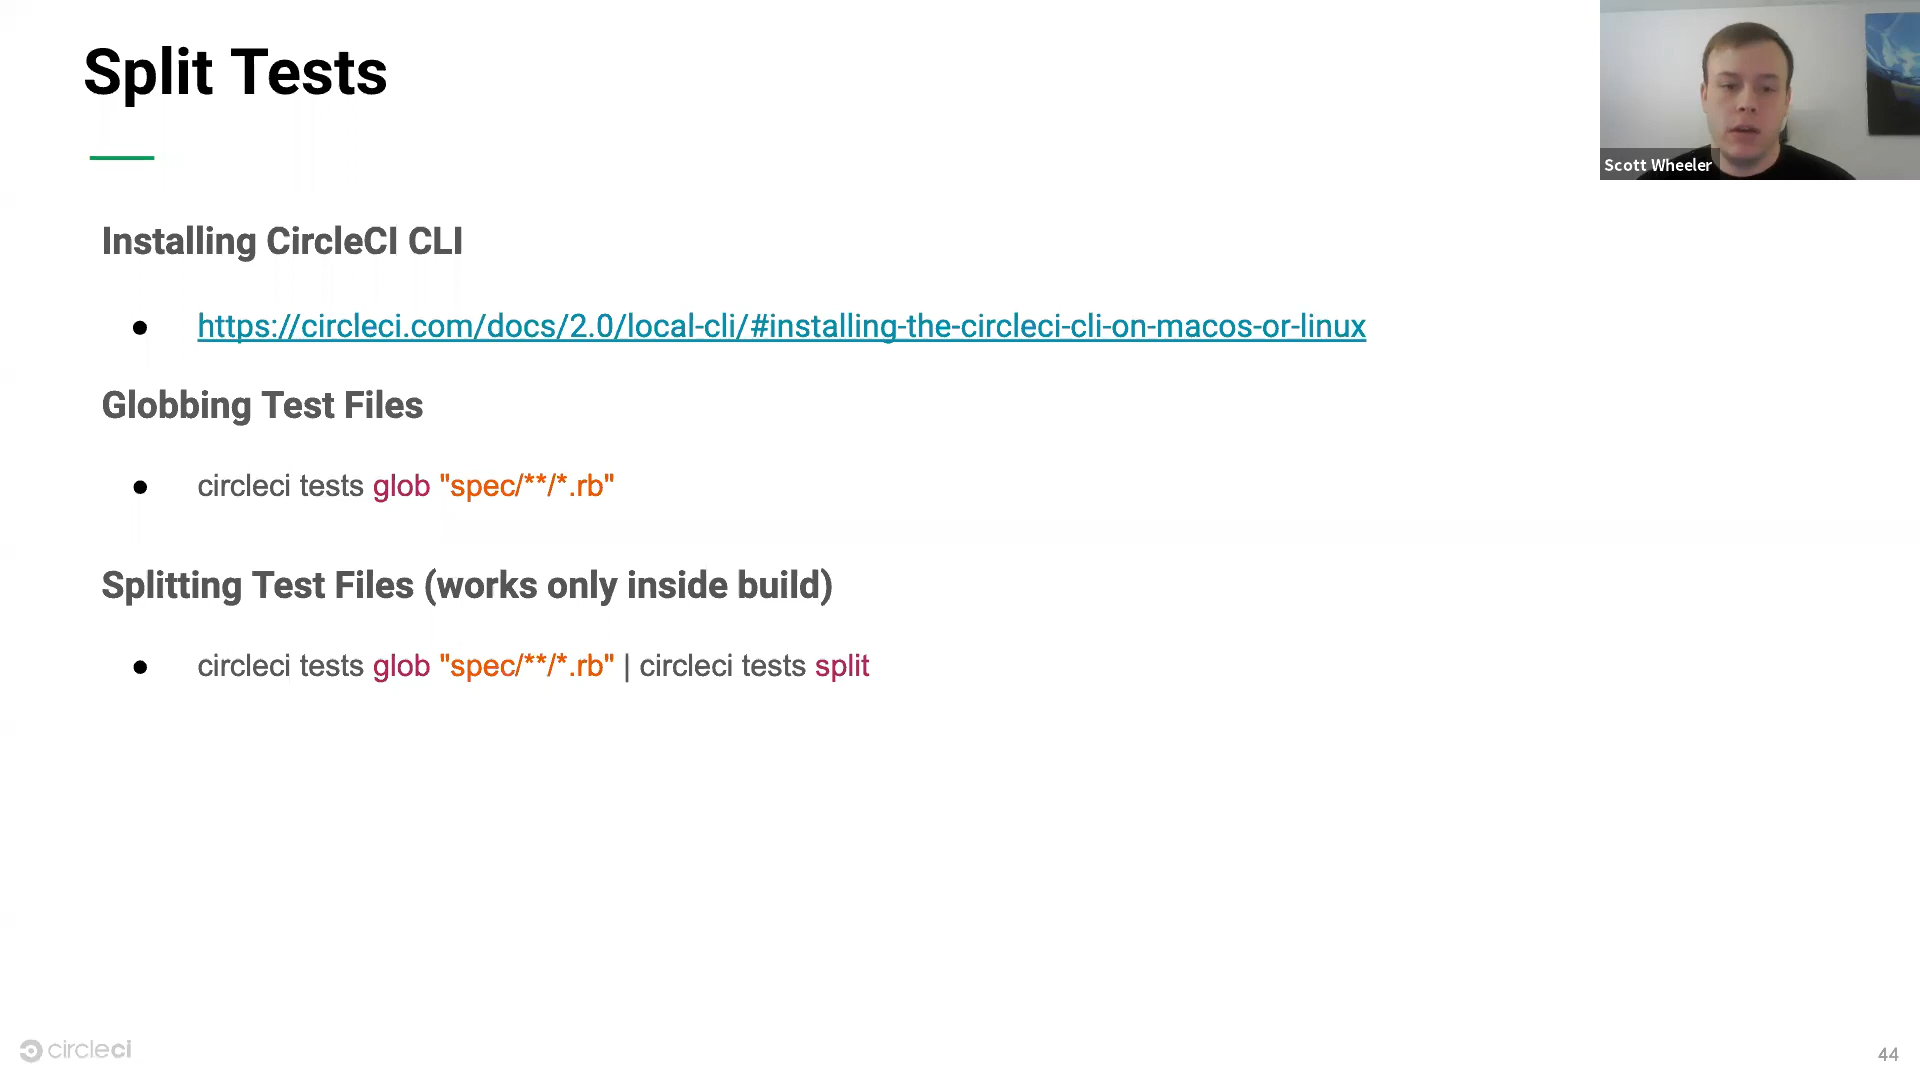 Split Tests
Scott Wheeler
Installing CircleCI CLI
● https://circleci.com/docs/2.0/local-cli/#installing-the-circleci-cli-on-macos-or-linux
Globbing Test Files
● circleci tests glob "spec/**/*.rb"
Splitting Test Files (works only inside build)
● circleci tests glob "spec/**/*.rb" | circleci tests split
circleci
44